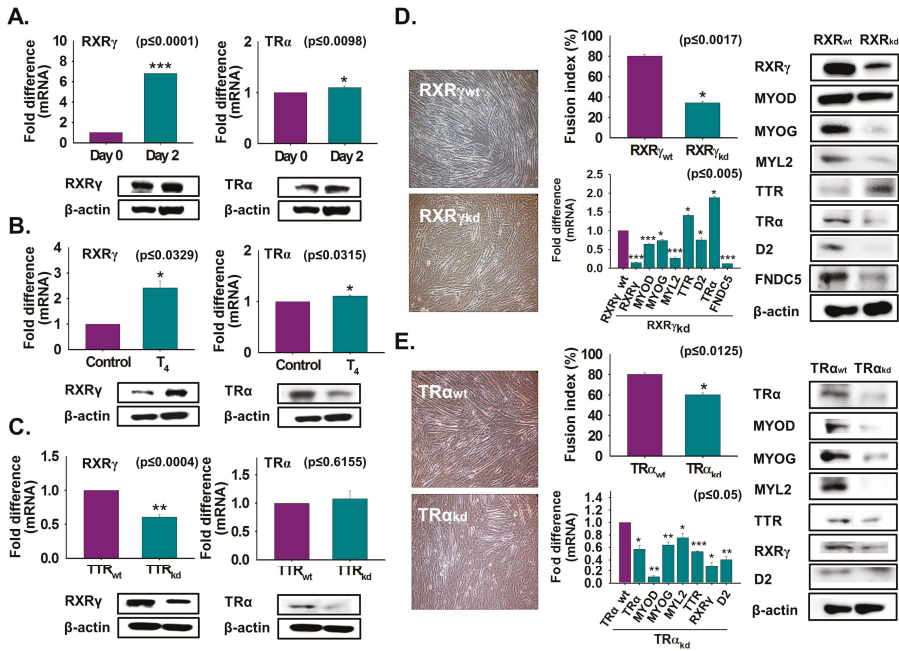 A.
RXRγ (p≤0.0001)
Fold difference (mRNA)
10
8
6
4
2
0
***
Day 0 Day 2
RXRγ
β-actin
TRα (p≤0.0098)
Fold difference (mRNA)
2
1
0
*
Day 0 Day 2
TRα
β-actin
B.
RXRγ
(p≤0.0329)
Fold difference (mRNA)
4
3
2
1
0
*
Control T4
RXRγ
β-actin
TRα
(p≤0.0315)
Fold difference (mRNA)
2
1
0
*
Control T4
TRα
β-actin
C.
RXRγ (p≤0.0004)
Fold difference (mRNA)
1.5
1.0
0.5
0.0
**
TTRwt TTRkd
RXRγ
β-actin
TRα (p≤0.6155)
Fold difference (mRNA)
2
1
0
TTRwt TTRkd
TRα
β-actin
D.
RXRγwt
RXRγkd
(p≤0.0017)
Fusion index (%)
100
80
60
40
20
0
*
RXRγwt RXRγkd
(p≤0.005)
Fold difference (mRNA)
2.5
2.0
1.5
1.0
0.5
0.0
*** *** * *** * * * ***
RXRγ wt RXRγ MYOD MYOG MYL2 TTR D2 TRα FNDC5
RXRγkd
RXRwt RXRkd
RXRγ
MYOD
MYOG
MYL2
TTR
TRα
D2
FNDC5
β-actin
E.
TRαwt
TRαkd
(p≤0.0125)
Fusion index (%)
100
80
60
40
20
0
*
TRαwt TRαkd
(p≤0.05)
Fold difference (mRNA)
1.4
1.2
1.0
0.8
0.6
0.4
0.2
0.0
* ** ** * *** * **
TRα wt TRα MYOD MYOG MYL2 TTR RXRγ D2
TRαkd
TRαwt TRαkd
TRα
MYOD
MYOG
MYL2
TTR
RXRγ
D2
β-actin